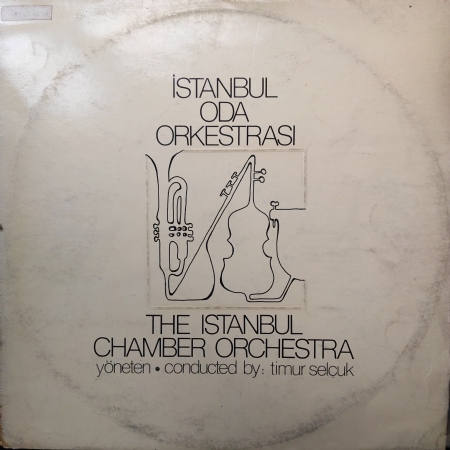 İSTANBUL
ODA
ORKESTRASI
THE ISTANBUL
CHAMBER ORCHESTRA
yöneten • conducted by: timur selçuk